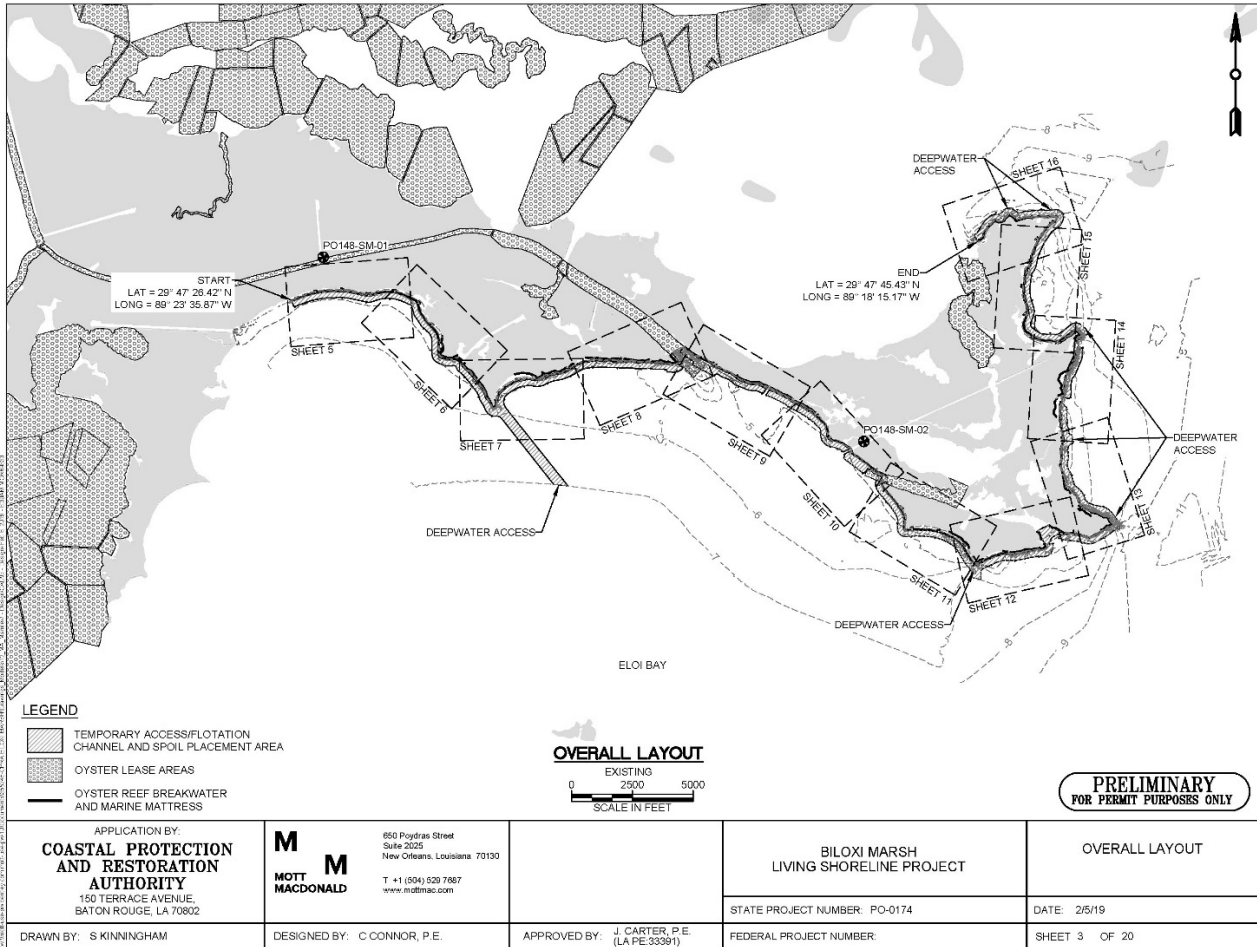 DEEPWATER
ACCESS
SHEET 16
-8
-9
PO148-SM-01
START
LAT = 29° 47' 26.42" N
LONG = 89° 23' 35.87" W
END
LAT = 29° 47' 45.43" N
LONG = 89° 18' 15.17" W
SHEET 15
SHEET 5
SHEET 6
SHEET 7
SHEET 8
SHEET 9
-5
PO148-SM-02
SHEET 14
DEEPWATER
ACCESS
SHEET 10
SHEET 13
DEEPWATER ACCESS
-6
-7
SHEET 11
SHEET 12
DEEPWATER ACCESS
-8
-9
ELOI BAY
LEGEND
TEMPORARY ACCESS/FLOTATION
CHANNEL AND SPOIL PLACEMENT AREA
OYSTER LEASE AREAS
OYSTER REEF BREAKWATER
AND MARINE MATTRESS
OVERALL LAYOUT
EXISTING
0 2500 5000
SCALE IN FEET
PRELIMINARY
FOR PERMIT PURPOSES ONLY
APPLICATION BY:
COASTAL PROTECTION
AND RESTORATION
AUTHORITY
150 TERRACE AVENUE,
BATON ROUGE, LA 70802
M
M
MOTT
MACDONALD
650 Poydras Street
Suite 2025
New Orleans, Louisiana 70130
T +1 (504) 529 7687
www.mottmac.com
BILOXI MARSH
LIVING SHORELINE PROJECT
OVERALL LAYOUT
STATE PROJECT NUMBER: PO-0174
DATE: 2/5/19
DRAWN BY: S KINNINGHAM
DESIGNED BY: C CONNOR, P.E.
APPROVED BY: J. CARTER, P.E.
(LA PE:33391)
FEDERAL PROJECT NUMBER:
SHEET 3 OF 20